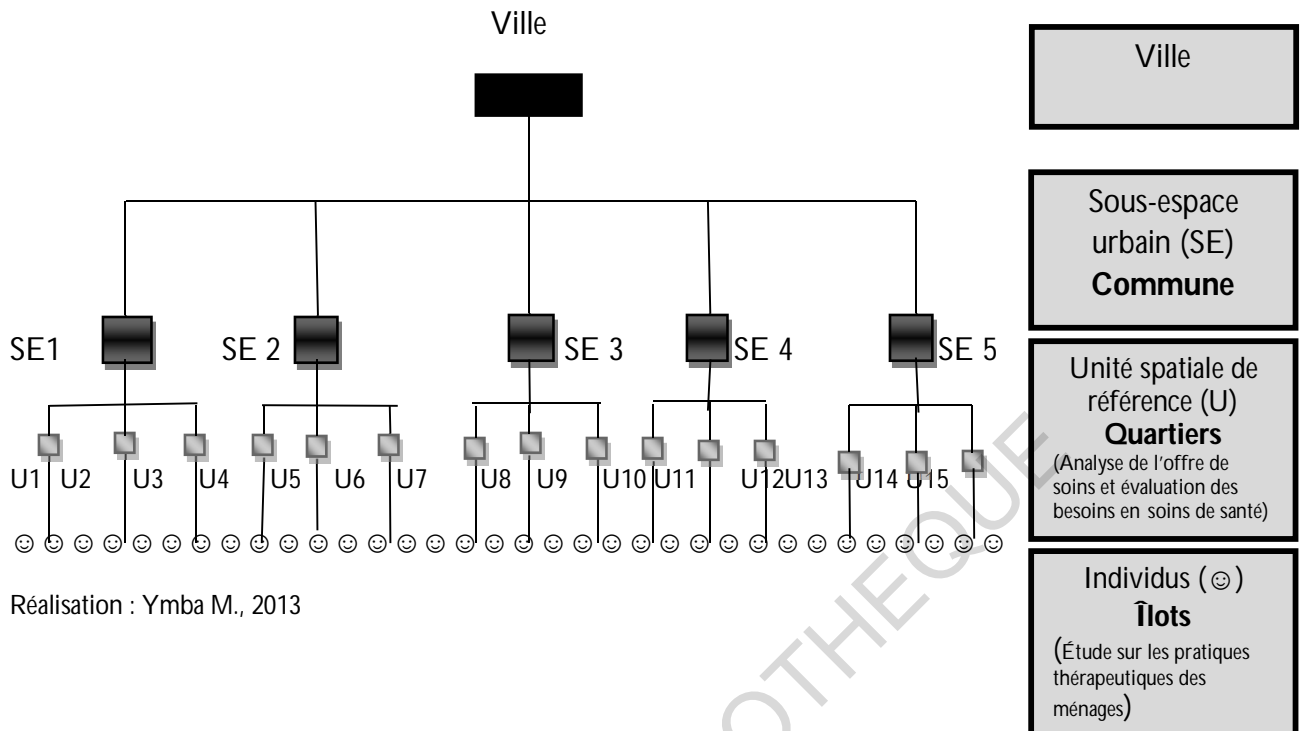 Ville
Ville
Sous-espace
urbain (SE)
Commune
SE1
SE 2
SE 3
SE 4
SE 5
Unité spatiale de
référence (U)
Quartiers
(Analyse de l'offre de
soins et évaluation des
besoins en soins de santé)
U1 U2 U3 U4 U5 U6 U7 U8 U9 U10 U11 U12 U13 U14 U15
Individus (☺)
Îlots
(Étude sur les pratiques
thérapeutiques des
ménages)
Réalisation : Ymba M., 2013
OTHEQUE